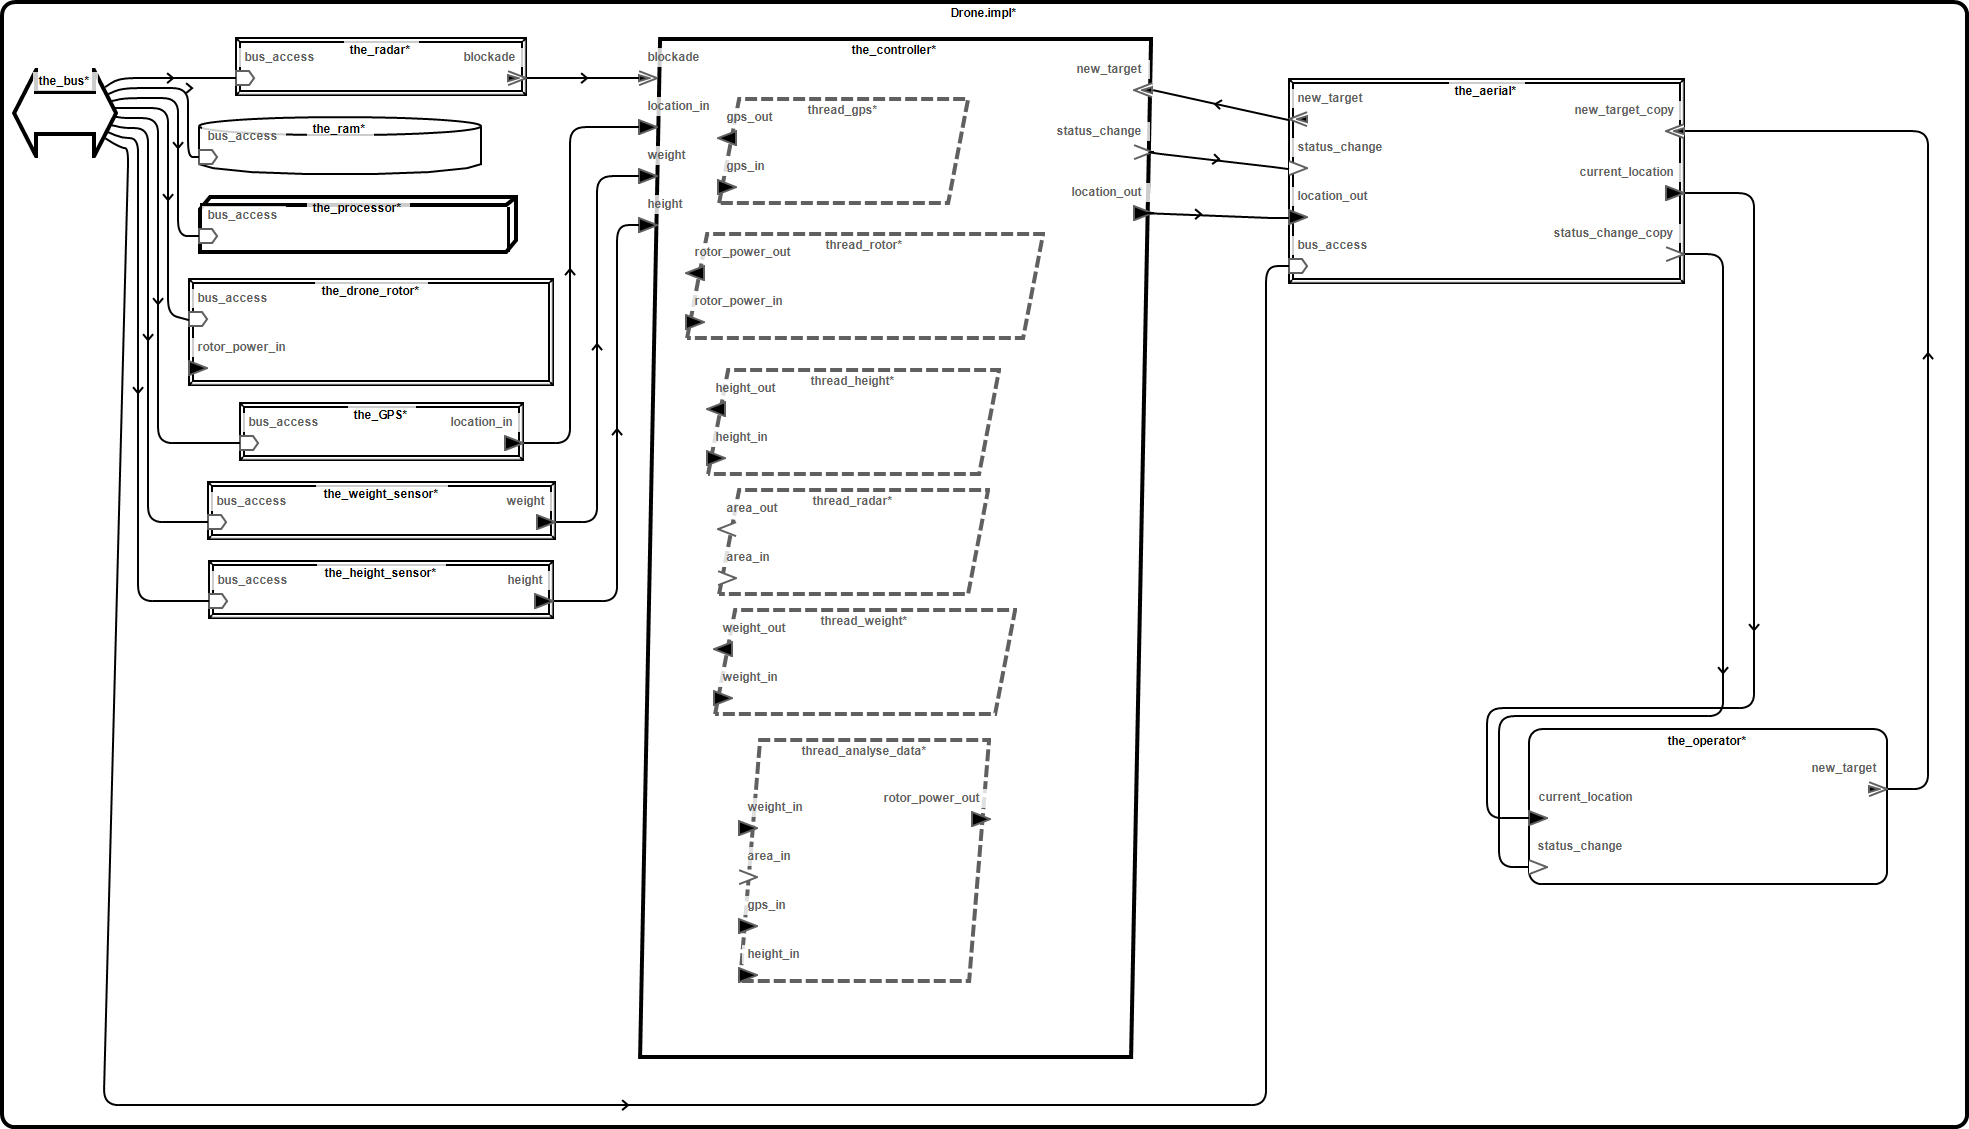 Drone.impl*
the_bus*
the_radar*
bus_access
blockade
the_ram*
bus_access
the_processor*
bus_access
the_drone_rotor*
bus_access
rotor_power_in
the_GPS*
bus_access
location_in
the_weight_sensor*
bus_access
weight
the_height_sensor*
bus_access
height
the_controller*
blockade
location_in
weight
height
new_target
status_change
location_out
thread_gps*
gps_out
gps_in
thread_rotor*
rotor_power_out
rotor_power_in
thread_height*
height_out
height_in
thread_radar*
area_out
area_in
thread_weight*
weight_out
weight_in
thread_analyse_data*
weight_in
rotor_power_out
area_in
gps_in
height_in
the_aerial*
new_target
status_change
location_out
bus_access
new_target_copy
current_location
status_change_copy
the_operator*
new_target
current_location
status_change